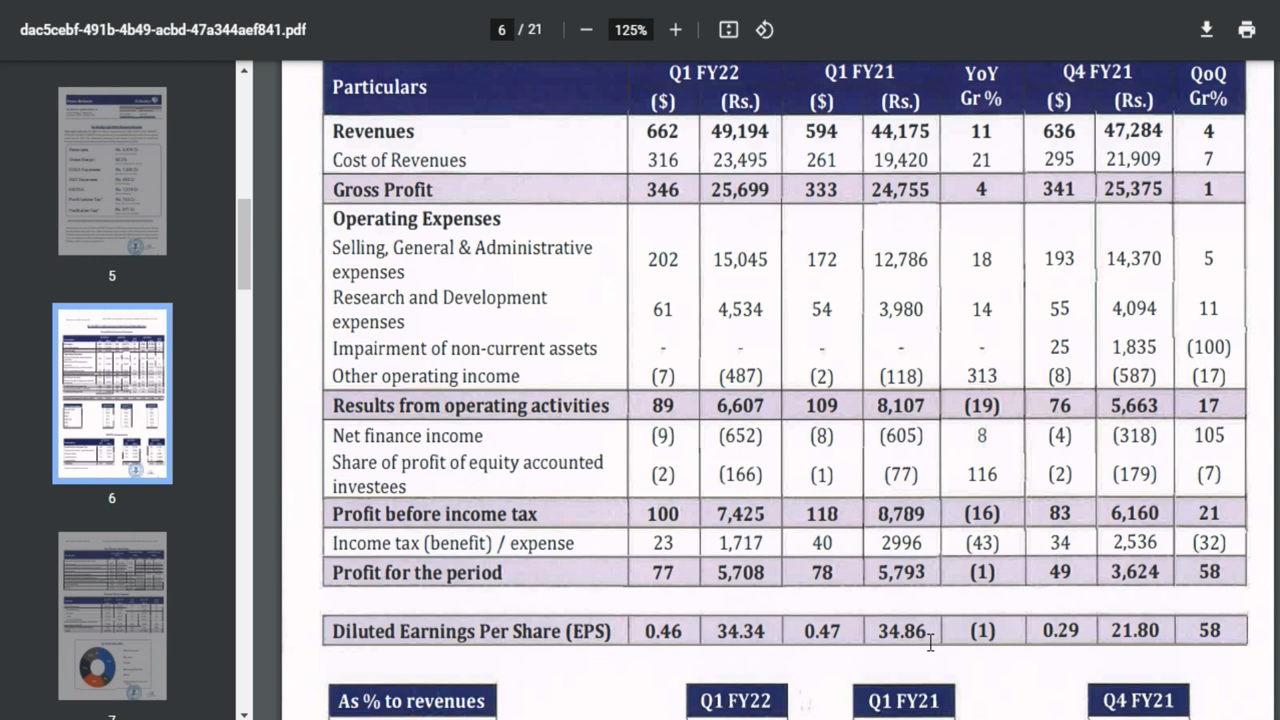 dac5cebf-491b-4b49-acbd-47a344aef841.pdf 6 / 21 125%
Particulars Q1 FY22 Q1 FY21 YoY Gr % Q4 FY21 QoQ Gr%
($) (Rs.) ($) (Rs.) ($) (Rs.)
Revenues 662 49,194 594 44,175 11 636 47,284 4
Cost of Revenues 316 23,495 261 19,420 21 295 21,909 7
Gross Profit 346 25,699 333 24,755 4 341 25,375 1
Operating Expenses
Selling, General & Administrative
expenses 202 15,045 172 12,786 18 193 14,370 5
Research and Development
expenses 61 4,534 54 3,980 14 55 4,094 11
Impairment of non-current assets - - - - - 25 1,835 (100)
Other operating income (7) (487) (2) (118) 313 (8) (587) (17)
Results from operating activities 89 6,607 109 8,107 (19) 76 5,663 17
Net finance income (9) (652) (8) (605) 8 (4) (318) 105
Share of profit of equity accounted
investees (2) (166) (1) (77) 116 (2) (179) (7)
Profit before income tax 100 7,425 118 8,789 (16) 83 6,160 21
Income tax (benefit) / expense 23 1,717 40 2996 (43) 34 2,536 (32)
Profit for the period 77 5,708 78 5,793 (1) 49 3,624 58
Diluted Earnings Per Share (EPS) 0.46 34.34 0.47 34.86 (1) 0.29 21.80 58
As % to revenues Q1 FY22 Q1 FY21 Q4 FY21
5
6